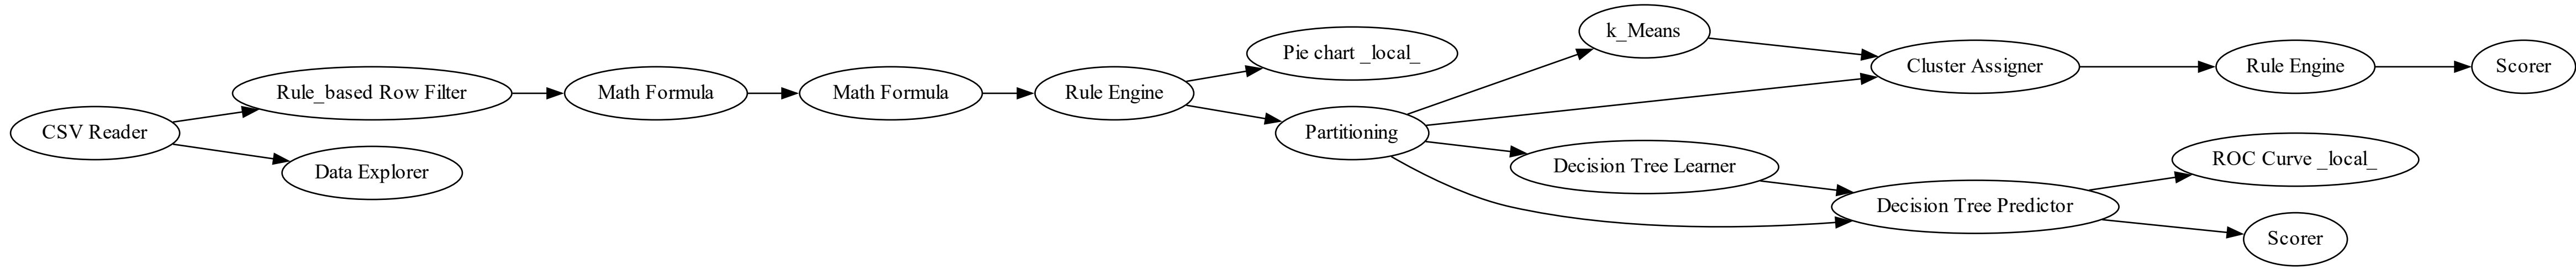 CSV Reader
Rule_based Row Filter
Data Explorer
Math Formula
Math Formula
Rule Engine
Pie chart _local_
Partitioning
k_Means
Decision Tree Learner
Cluster Assigner
Decision Tree Predictor
Rule Engine
ROC Curve _local_
Scorer
Scorer